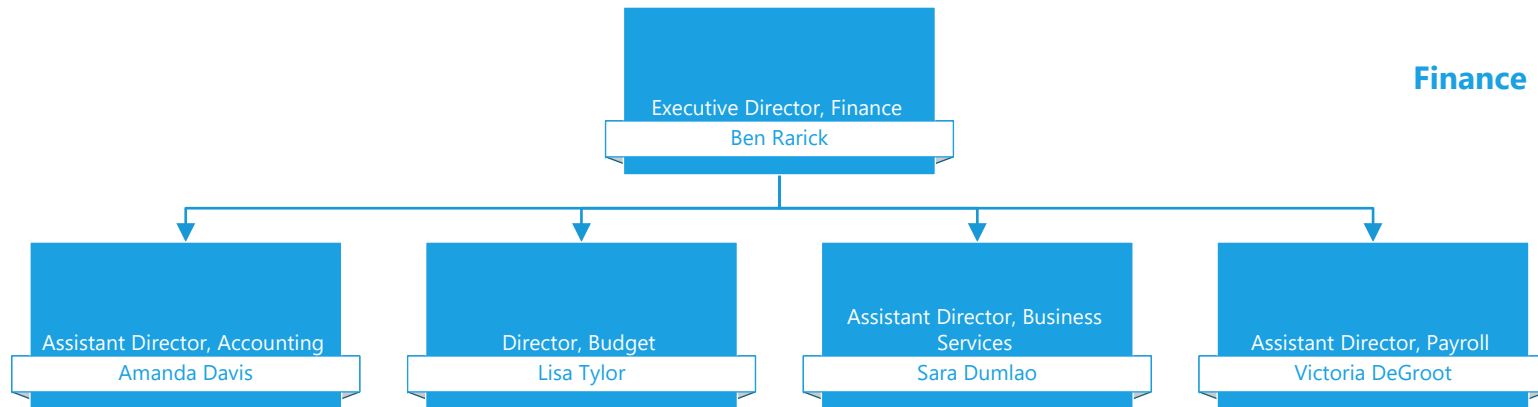 Finance
Executive Director, Finance
Ben Rarick
Assistant Director, Accounting
Amanda Davis
Director, Budget
Lisa Tylor
Assistant Director, Business
Services
Sara Dumlao
Assistant Director, Payroll
Victoria DeGroot